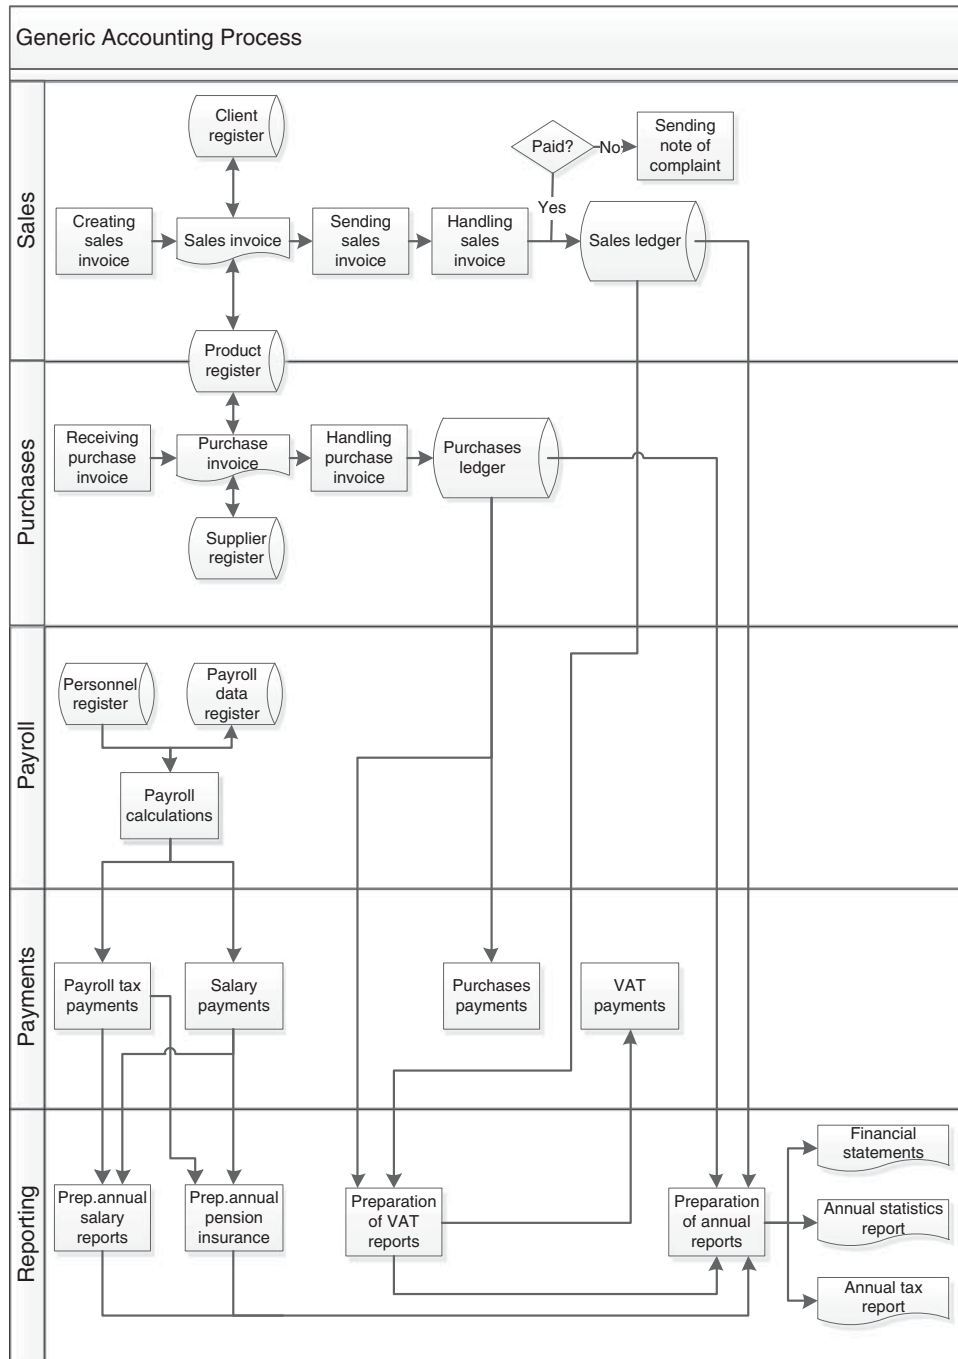 Generic Accounting Process
Sales
Client
register
Paid?
No
Sending
note of
complaint
Yes
Creating
sales
invoice
Sales invoice
Sending
sales
invoice
Handling
sales
invoice
Sales ledger
Product
register
Purchases
Receiving
purchase
invoice
Purchase
invoice
Handling
purchase
invoice
Purchases
ledger
Supplier
register
Payroll
Personnel
register
Payroll
data
register
Payroll
calculations
Payments
Payroll tax
payments
Salary
payments
Purchases
payments
VAT
payments
Reporting
Prep.annual
salary
reports
Prep.annual
pension
insurance
Preparation
of VAT
reports
Preparation
of annual
reports
Financial
statements
Annual statistics
report
Annual tax
report